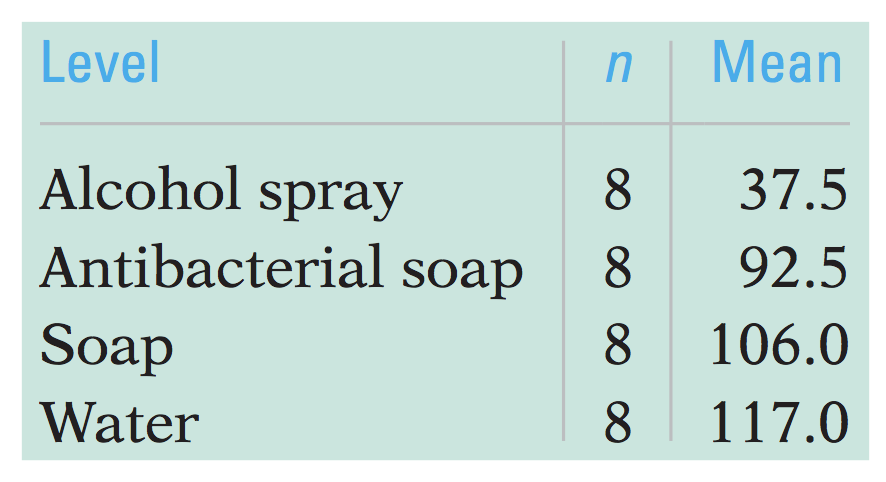 Level n Mean
Alcohol spray 8 37.5
Antibacterial soap 8 92.5
Soap 8 106.0
Water 8 117.0